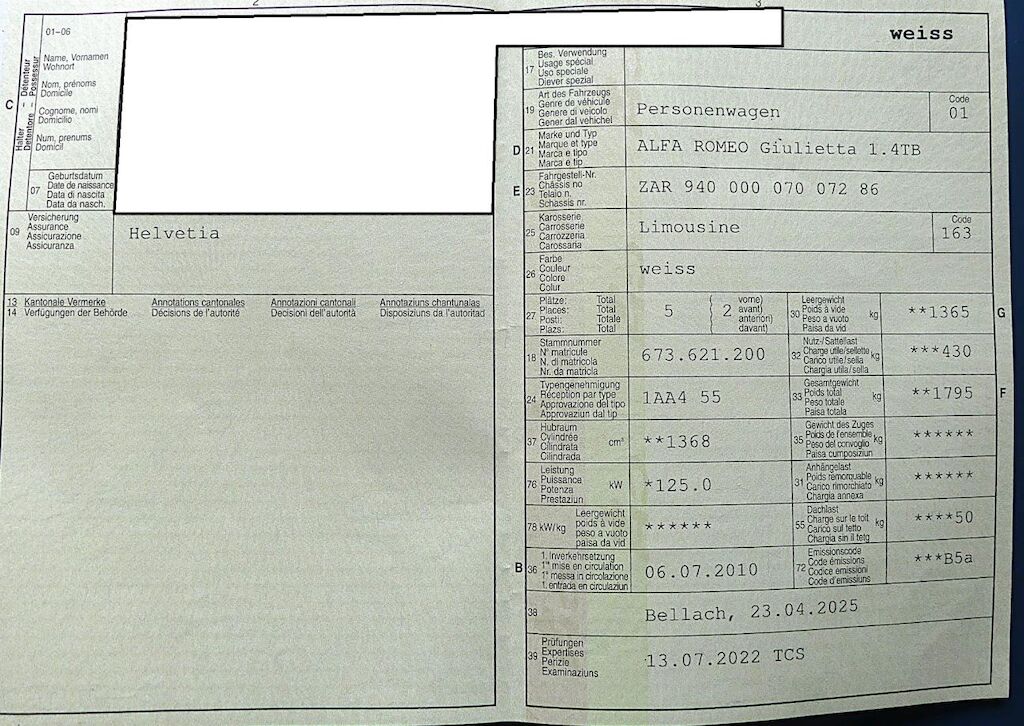 2
3
01–06
Name, Vornamen
Wohnort
Nom, prénoms
Domicile
Cognome, nomi
Domicilio
Num, prenums
Domicil
C
Halter – Détenteur
Detentore – Possessur
07
Geburtsdatum
Date de naissance
Data di nascita
Data da nasch.
09
Versicherung
Assurance
Assicurazione
Assicuranza
Helvetia
13 Kantonale Vermerke
14 Verfügungen der Behörde
Annotations cantonales
Décisions de l'autorité
Annotazioni cantonali
Decisioni dell'autorità
Annotaziuns chantunalas
Disposiziuns da l'autoritad
weiss
17
Bes. Verwendung
Usage spécial
Uso speciale
Diever spezial
19
Art des Fahrzeugs
Genre de véhicule
Genere di veicolo
Gener dal vehichel
Personenwagen
Code
01
D
21
Marke und Typ
Marque et type
Marca e tipo
Marca e tip
ALFA ROMEO Giulietta 1.4TB
E
23
Fahrgestell-Nr.
Châssis no
Telaio n.
Schassis nr.
ZAR 940 000 070 072 86
25
Karosserie
Carrosserie
Carrozzeria
Carossaria
Limousine
Code
163
26
Farbe
Couleur
Colore
Colur
weiss
27
Plätze: Total
Places: Total
Posti: Totale
Plazs: Total
5
( 2 vorne)
( avant)
( anteriori)
( davant)
30
Leergewicht
Poids à vide
Peso a vuoto
Paisa da vid
kg
**1365
G
18
Stammnummer
N° matricule
N. di matricola
Nr. da matricla
673.621.200
32
Nutz-/Sattellast
Charge utile/sellette
Carico utile/sella
Chargia utila/sella
kg
***430
24
Typengenehmigung
Réception par type
Approvazione del tipo
Approvaziun dal tip
1AA4 55
33
Gesamtgewicht
Poids total
Peso totale
Paisa totala
kg
**1795
F
37
Hubraum
Cylindrée
Cilindrata
Cilindrada
cm³
**1368
35
Gewicht des Zuges
Poids de l'ensemble
Peso del convoglio
Paisa cumposiziun
kg
******
76
Leistung
Puissance
Potenza
Prestaziun
kW
*125.0
31
Anhängelast
Poids remorquable
Carico rimorchiato
Chargia annexa
kg
******
78 kW/kg
Leergewicht
poids à vide
peso a vuoto
paisa da vid
******
55
Dachlast
Charge sur le toit
Carico sul tetto
Chargia sin il tetg
kg
****50
B
36
1. Inverkehrsetzung
1re mise en circulation
1a messa in circolazione
1. entrada en circulaziun
06.07.2010
72
Emissionscode
Code émissions
Codice emissioni
Code d'emissiuns
***B5a
38
Bellach, 23.04.2025
39
Prüfungen
Expertises
Perizie
Examinaziuns
13.07.2022 TCS